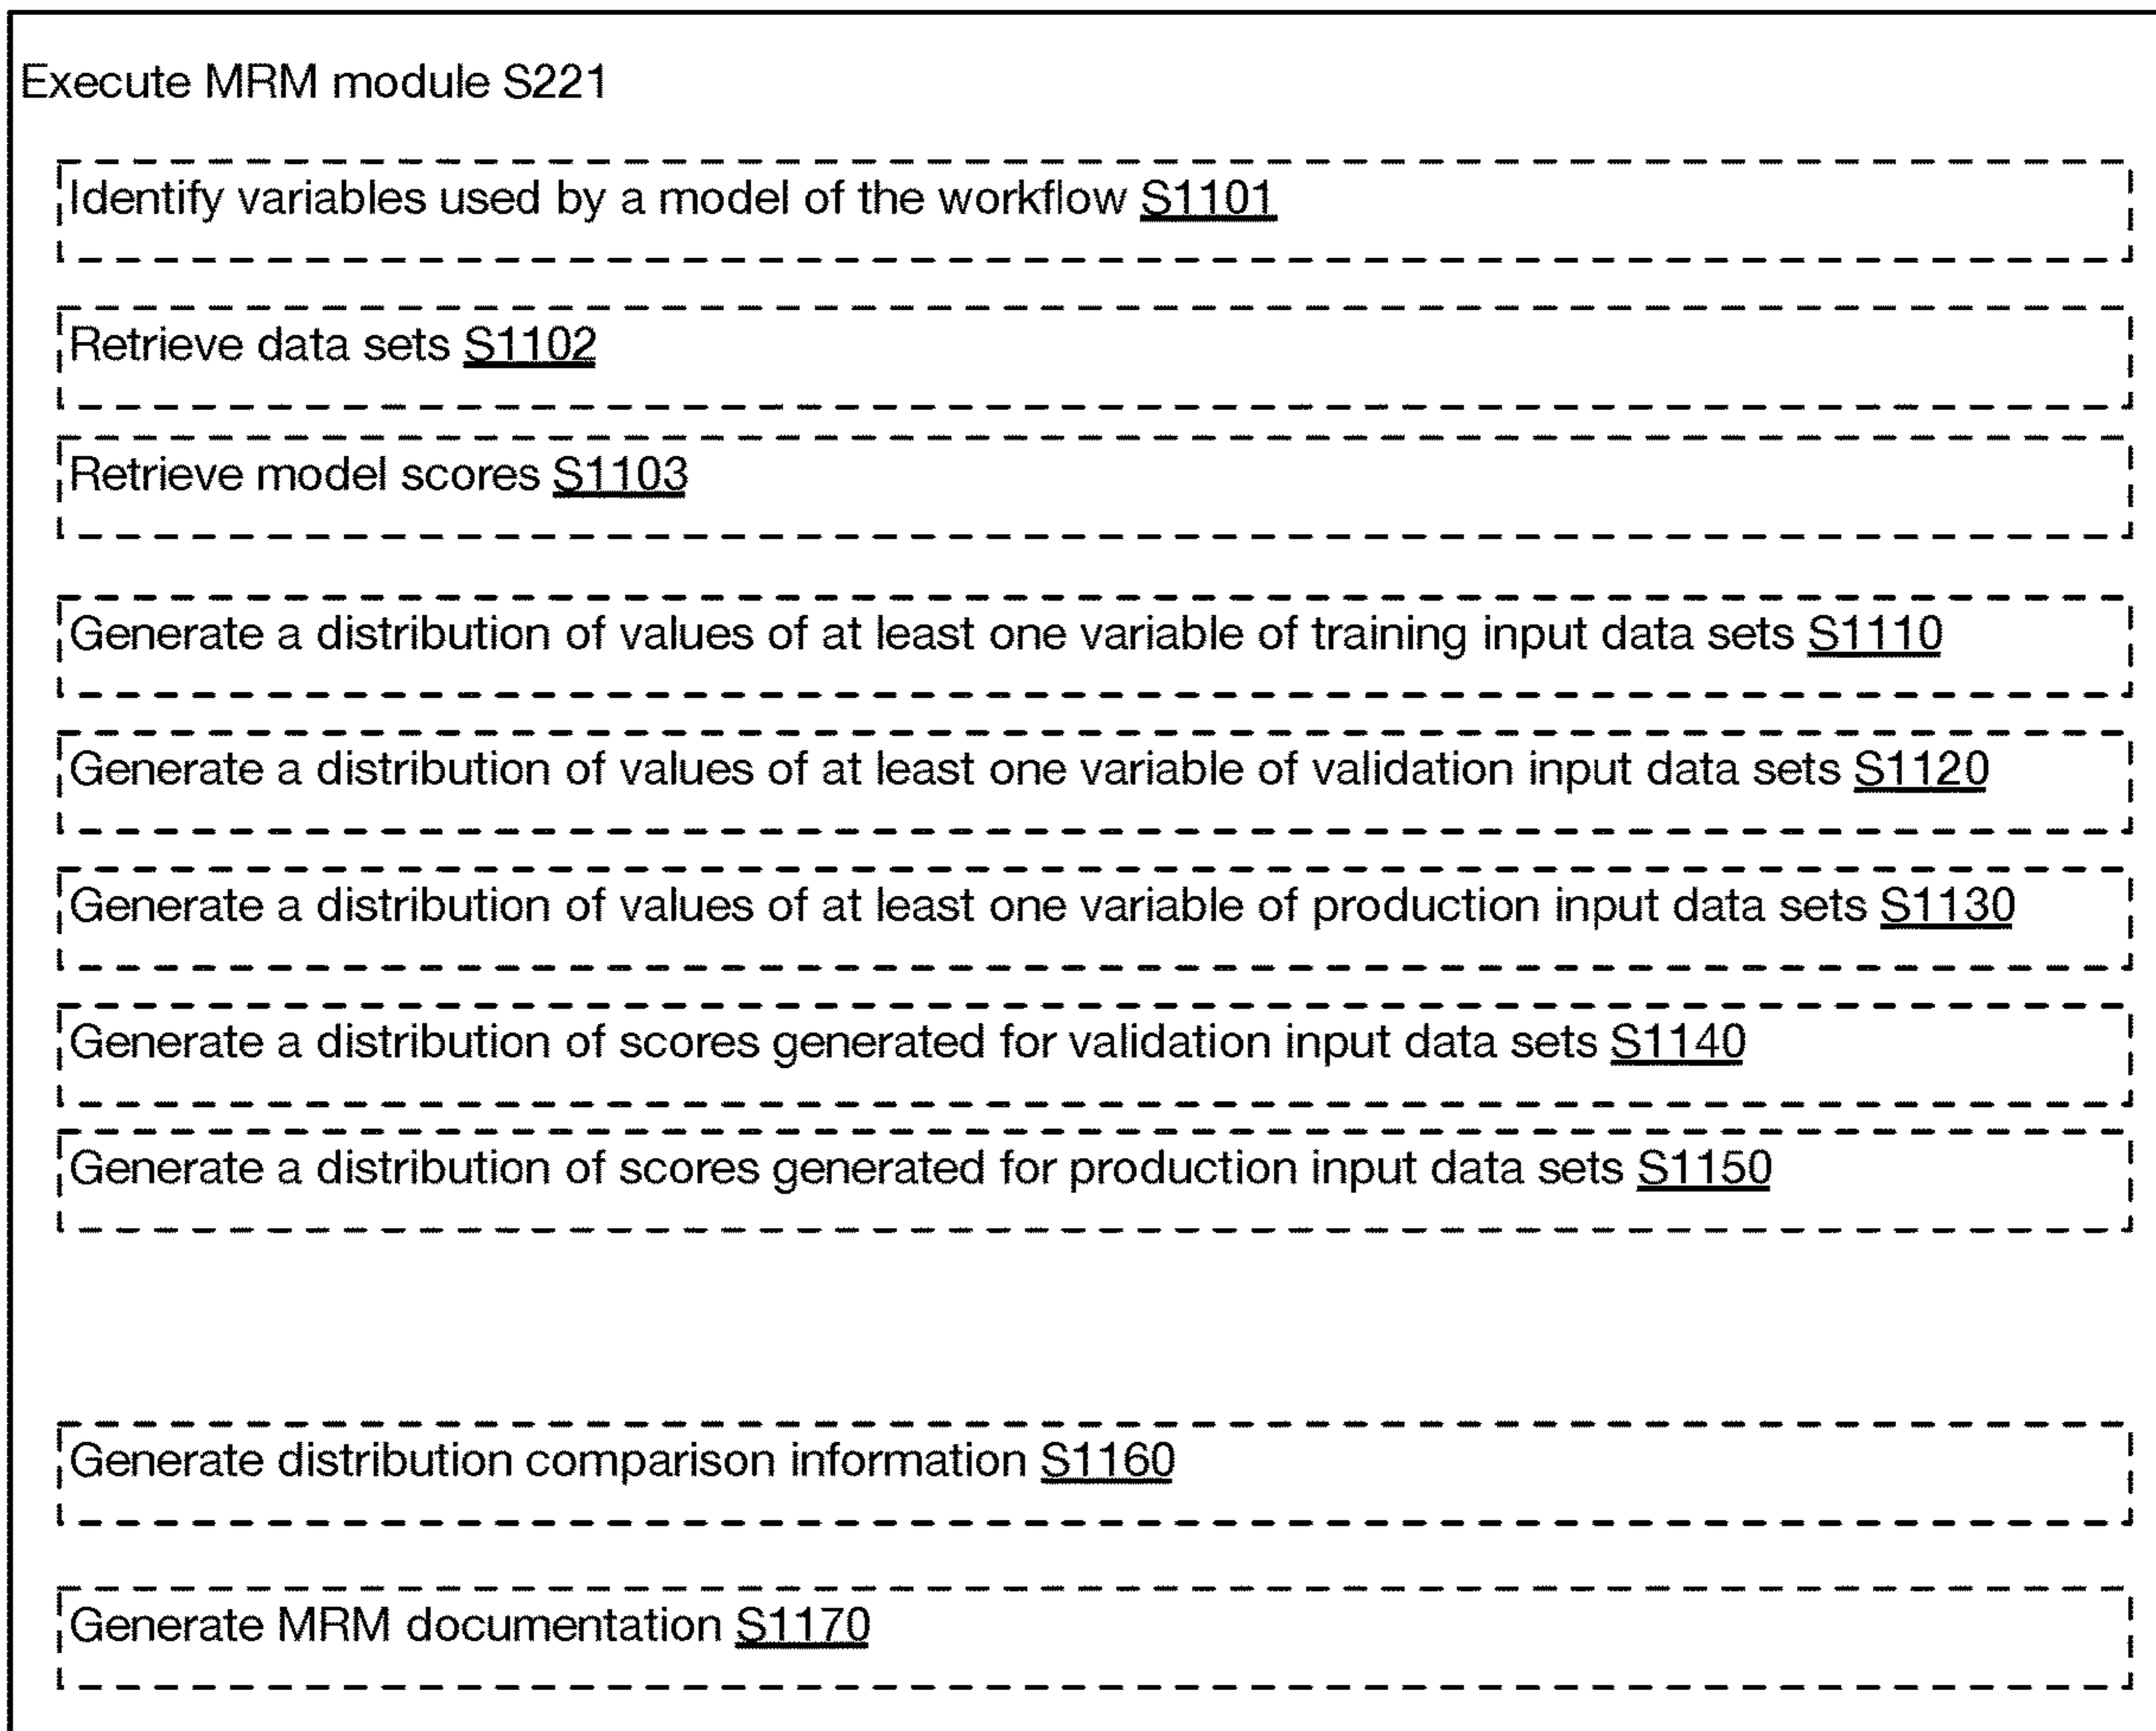 Execute MRM module S221
Identify variables used by a model of the workflow S1101
Retrieve data sets S1102
Retrieve model scores S1103
Generate a distribution of values of at least one variable of training input data sets S1110
Generate a distribution of values of at least one variable of validation input data sets S1120
Generate a distribution of values of at least one variable of production input data sets S1130
Generate a distribution of scores generated for validation input data sets S1140
Generate a distribution of scores generated for production input data sets S1150
Generate distribution comparison information S1160
Generate MRM documentation S1170